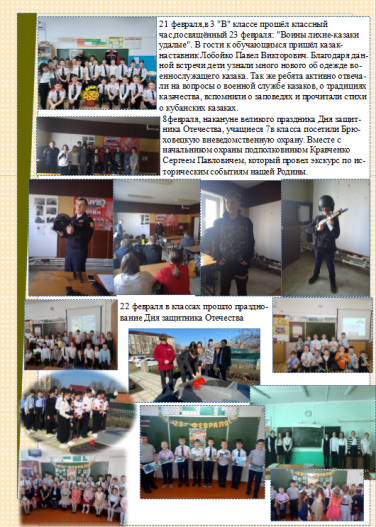 21 февраля,в 3 "В" классе прошёл классный
час,посвящённый 23 февраля: "Воины лихие-казаки
удалые". В гости к обучающимся пришёл казак-
наставник Лобойко Павел Викторович. Благодаря дан-
ной встречи дети узнали много нового об одежде во-
еннослужащего казака. Так же ребята активно отвеча-
ли на вопросы о военной службе казаков, о традициях
казачества, вспомнили о заповедях и прочитали стихи
о кубанских казаках.
8февраля, накануне великого праздника Дня защит-
ника Отечества, учащиеся 7в класса посетили Брю-
ховецкую вневедомственную охрану. Вместе с
начальником охраны подполковником Кравченко
Сергеем Павловичем, который провел экскурс по ис-
торическим событиям нашей Родины.
22 февраля в классах прошло праздно-
вание Дня защитника Отечества
ФЕВРАЛЯ